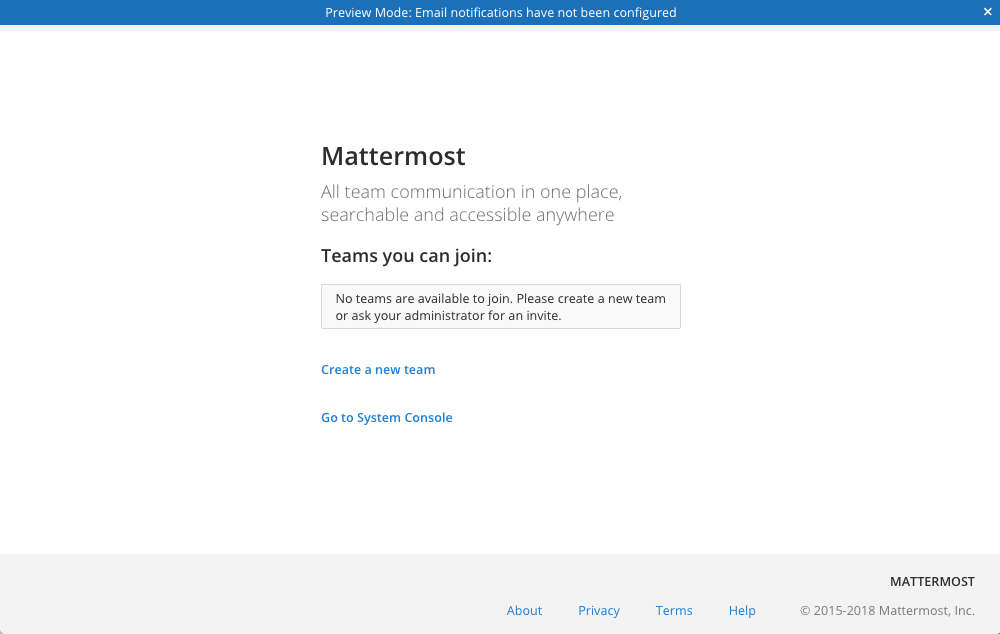 Preview Mode: Email notifications have not been configured ×
Mattermost
All team communication in one place,
searchable and accessible anywhere
Teams you can join:
No teams are available to join. Please create a new team
or ask your administrator for an invite.
Create a new team
Go to System Console
MATTERMOST
About Privacy Terms Help © 2015-2018 Mattermost, Inc.